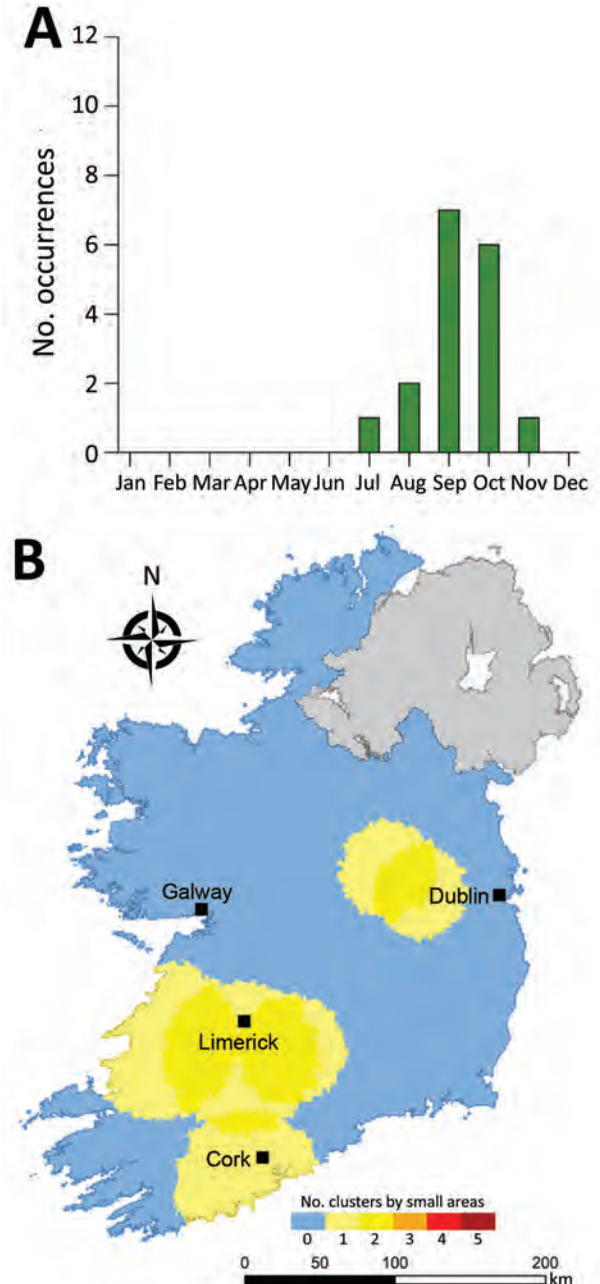 A
12
10
8
6
4
2
0
No. occurrences
Jan Feb Mar Apr May Jun Jul Aug Sep Oct Nov Dec
B
N
Galway
Dublin
Limerick
Cork
No. clusters by small areas
0 1 2 3 4 5
0 50 100 200
km